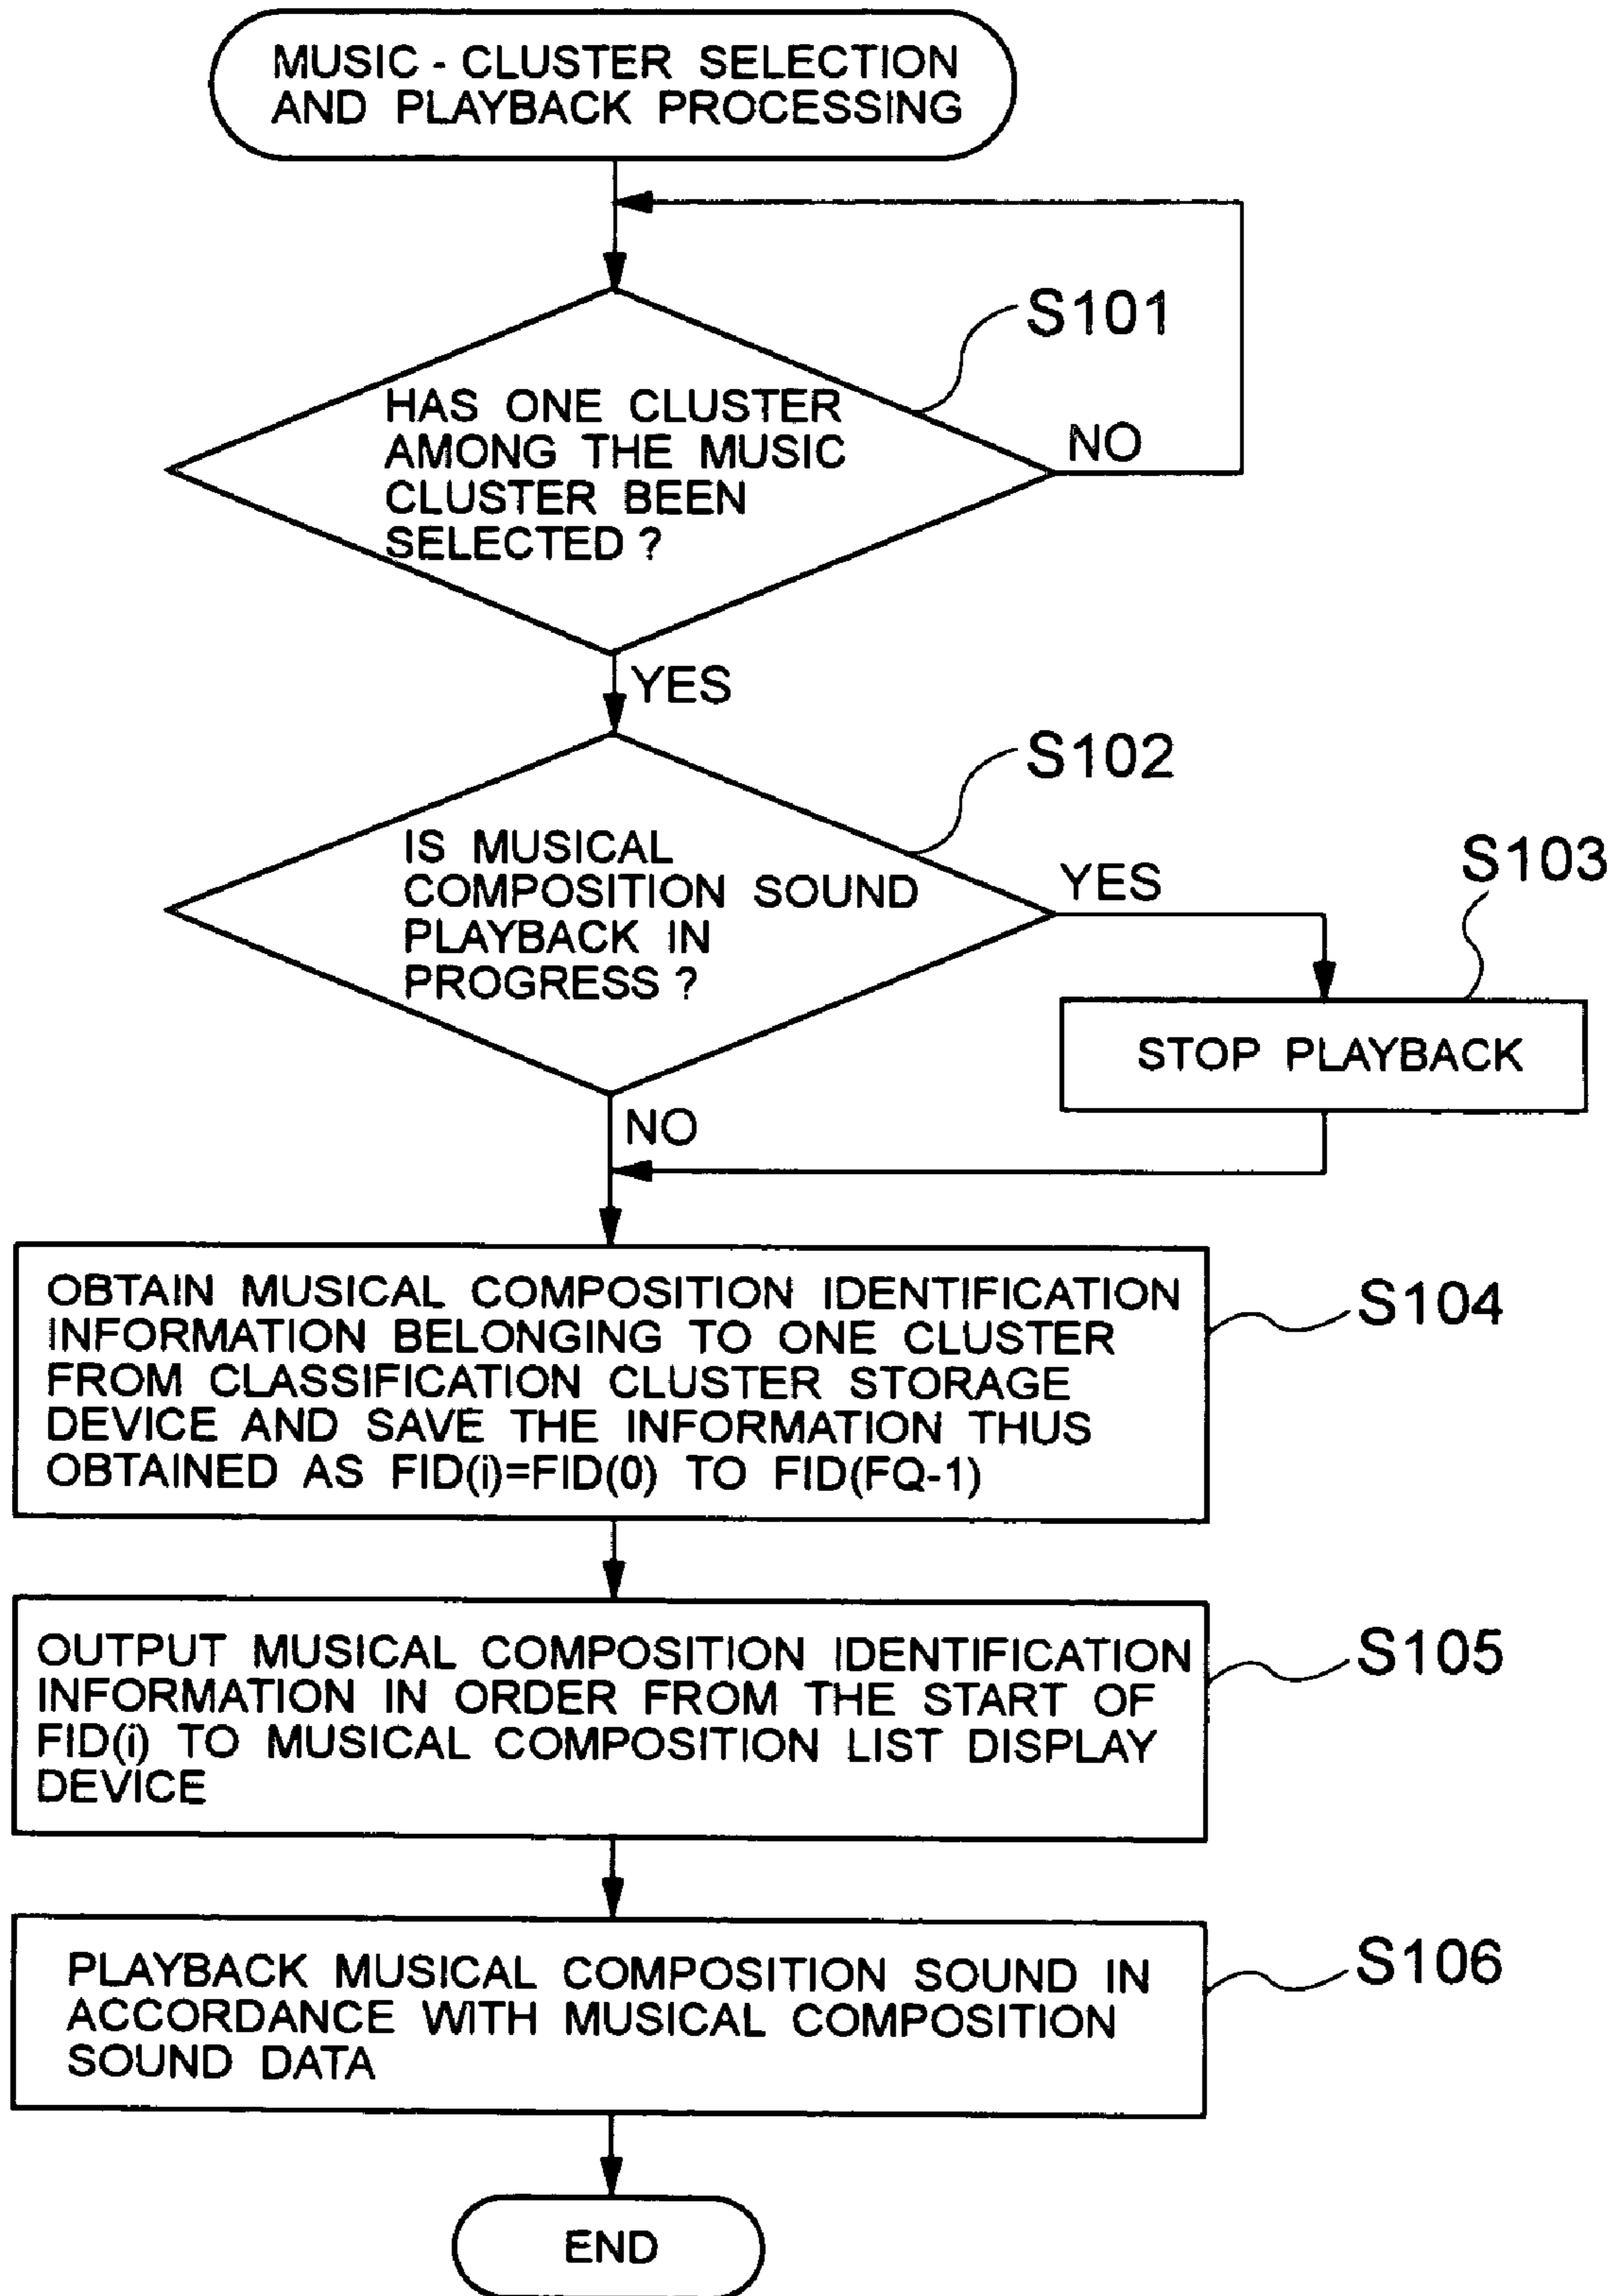 MUSIC - CLUSTER SELECTION
AND PLAYBACK PROCESSING
S101
HAS ONE CLUSTER
AMONG THE MUSIC
CLUSTER BEEN
SELECTED ?
NO
YES
S102
IS MUSICAL
COMPOSITION SOUND
PLAYBACK IN
PROGRESS ?
YES
S103
STOP PLAYBACK
NO
OBTAIN MUSICAL COMPOSITION IDENTIFICATION
INFORMATION BELONGING TO ONE CLUSTER
FROM CLASSIFICATION CLUSTER STORAGE
DEVICE AND SAVE THE INFORMATION THUS
OBTAINED AS FID(i)=FID(0) TO FID(FQ-1)
S104
OUTPUT MUSICAL COMPOSITION IDENTIFICATION
INFORMATION IN ORDER FROM THE START OF
FID(i) TO MUSICAL COMPOSITION LIST DISPLAY
DEVICE
S105
PLAYBACK MUSICAL COMPOSITION SOUND IN
ACCORDANCE WITH MUSICAL COMPOSITION
SOUND DATA
S106
END